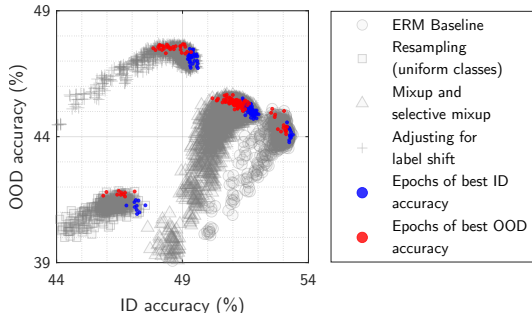 49
44
39
OOD accuracy (%)
44
49
54
ID accuracy (%)
ERM Baseline
Resampling
(uniform classes)
Mixup and
selective mixup
Adjusting for
label shift
Epochs of best ID
accuracy
Epochs of best OOD
accuracy